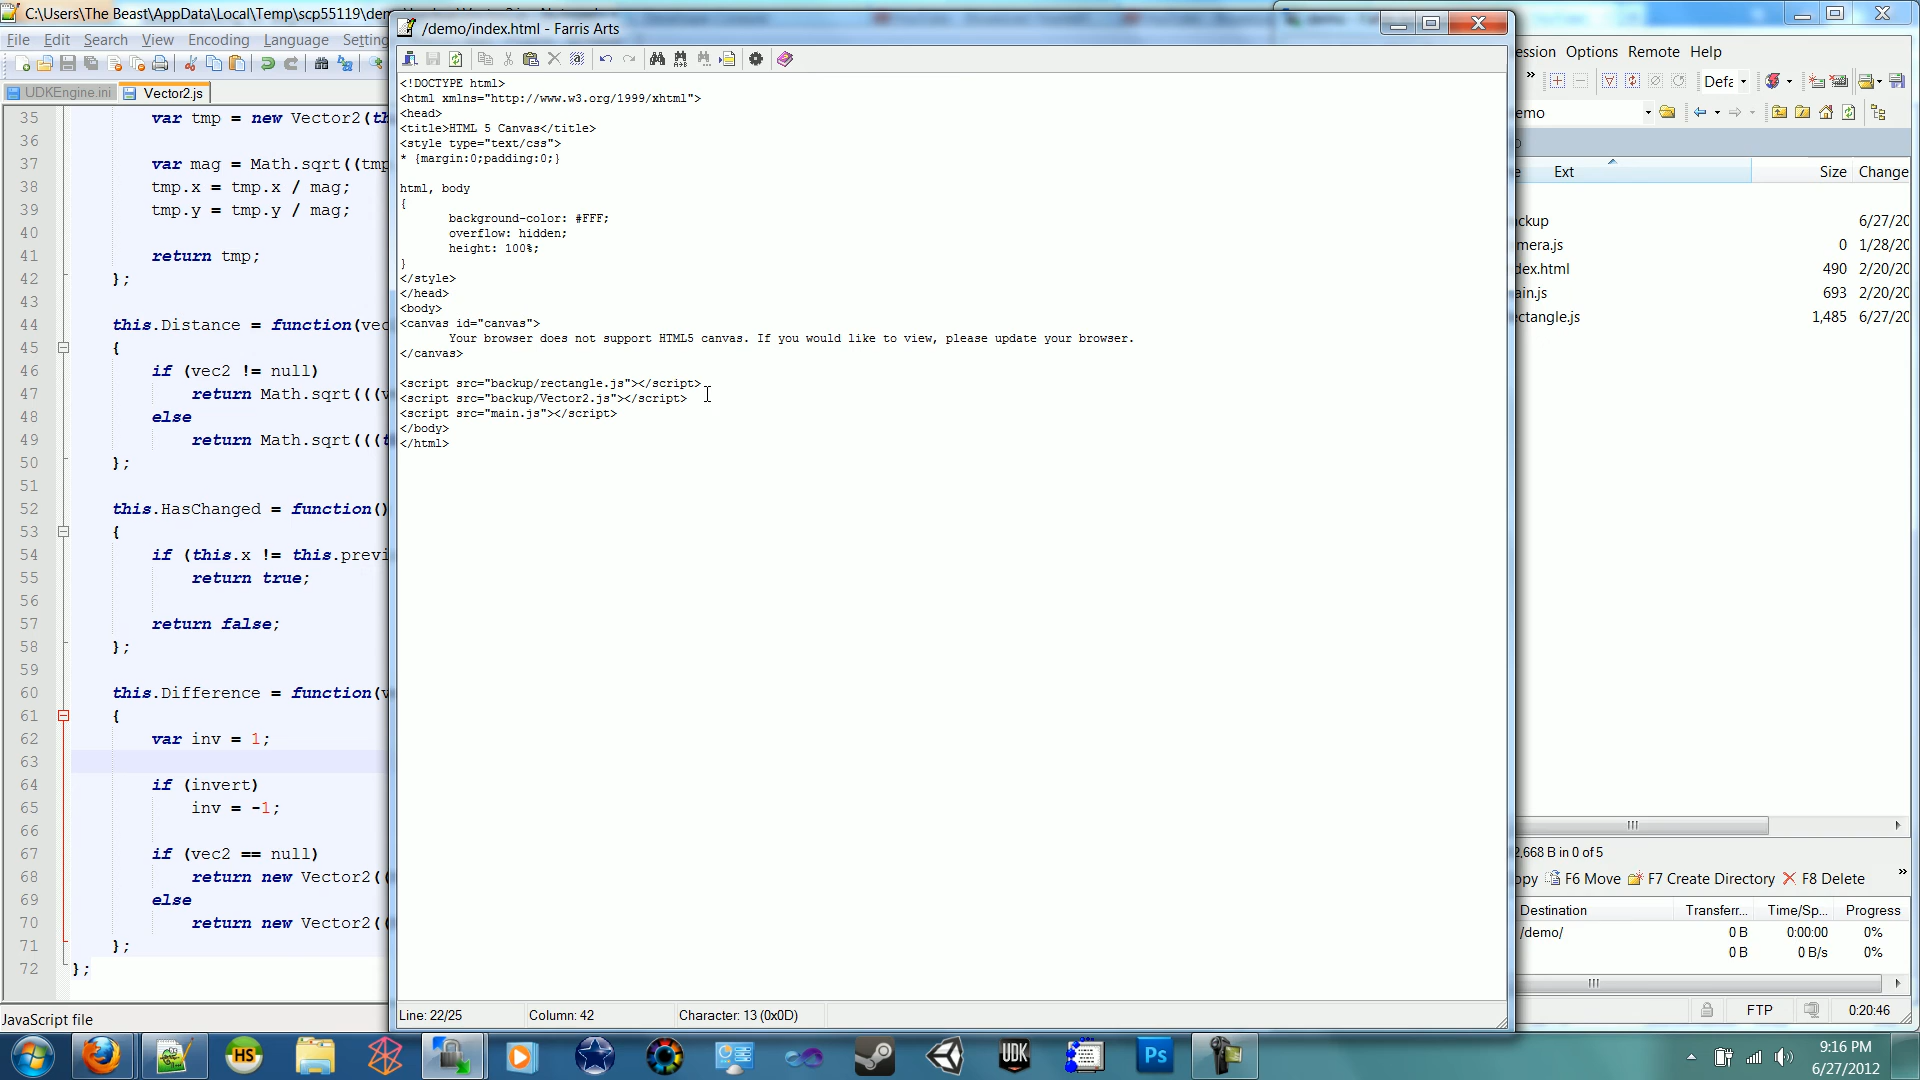 C:\Users\The Beast\AppData\Local\Temp\scp55119\de
File Edit Search View Encoding Language Setting
UDKEngine.ini Vector2.js
35 var tmp = new Vector2(th
36
37 var mag = Math.sqrt((tmp
38 tmp.x = tmp.x / mag;
39 tmp.y = tmp.y / mag;
40
41 return tmp;
42 };
43
44 this.Distance = function(vec
45 {
46 if (vec2 != null)
47 return Math.sqrt(((v
48 else
49 return Math.sqrt(((t
50 };
51
52 this.HasChanged = function()
53 {
54 if (this.x != this.previ
55 return true;
56
57 return false;
58 };
59
60 this.Difference = function(v
61 {
62 var inv = 1;
63
64 if (invert)
65 inv = -1;
66
67 if (vec2 == null)
68 return new Vector2((
69 else
70 return new Vector2((
71 };
72 };
JavaScript file
/demo/index.html - Farris Arts
<!DOCTYPE html>
<html xmlns="http://www.w3.org/1999/xhtml">
<head>
<title>HTML 5 Canvas</title>
<style type="text/css">
* {margin:0;padding:0;}
html, body
{
background-color: #FFF;
overflow: hidden;
height: 100%;
}
</style>
</head>
<body>
<canvas id="canvas">
Your browser does not support HTML5 canvas. If you would like to view, please update your browser.
</canvas>
<script src="backup/rectangle.js"></script>
<script src="backup/Vector2.js"></script>
<script src="main.js"></script>
</body>
</html>
Line: 22/25 Column: 42 Character: 13 (0x0D)
ession Options Remote Help
Defa
emo
e Ext Size Change
ckup 6/27/20
mera.js 0 1/28/20
dex.html 490 2/20/20
ain.js 693 2/20/20
ctangle.js 1,485 6/27/20
2,668 B in 0 of 5
opy F6 Move F7 Create Directory F8 Delete
Destination Transferr... Time/Sp... Progress
/demo/ 0 B 0:00:00 0%
0 B 0 B/s 0%
FTP 0:20:46
HS UDK Ps
9:16 PM
6/27/2012